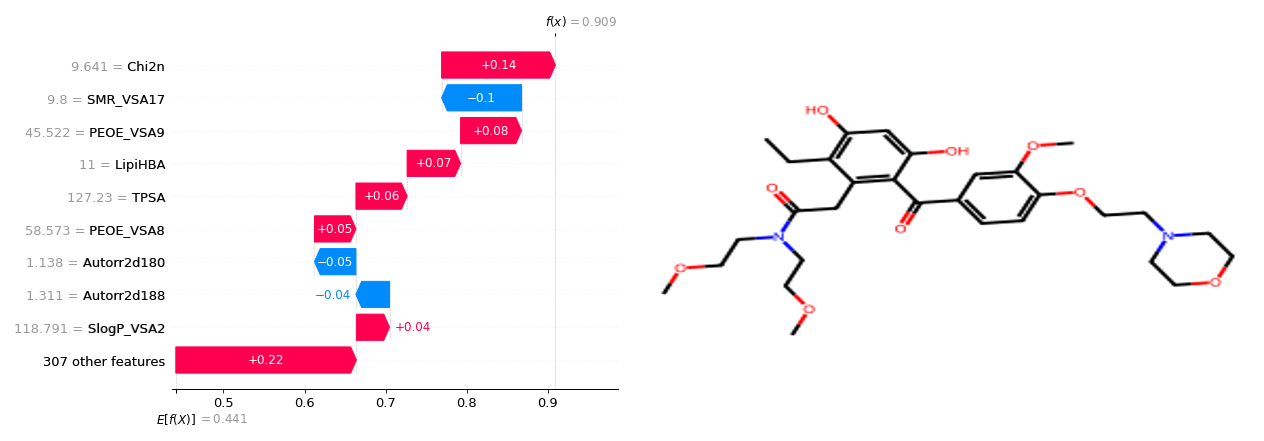 f(x) = 0.909
9.641 = Chi2n
+0.14
9.8 = SMR_VSA17
−0.1
45.522 = PEOE_VSA9
+0.08
11 = LipiHBA
+0.07
127.23 = TPSA
+0.06
58.573 = PEOE_VSA8
+0.05
1.138 = Autorr2d180
−0.05
1.311 = Autorr2d188
−0.04
118.791 = SlogP_VSA2
+0.04
307 other features
+0.22
0.5 0.6 0.7 0.8 0.9
E[f(X)] = 0.441
HO
OH
O
O
O
O
N
N
O
O
O